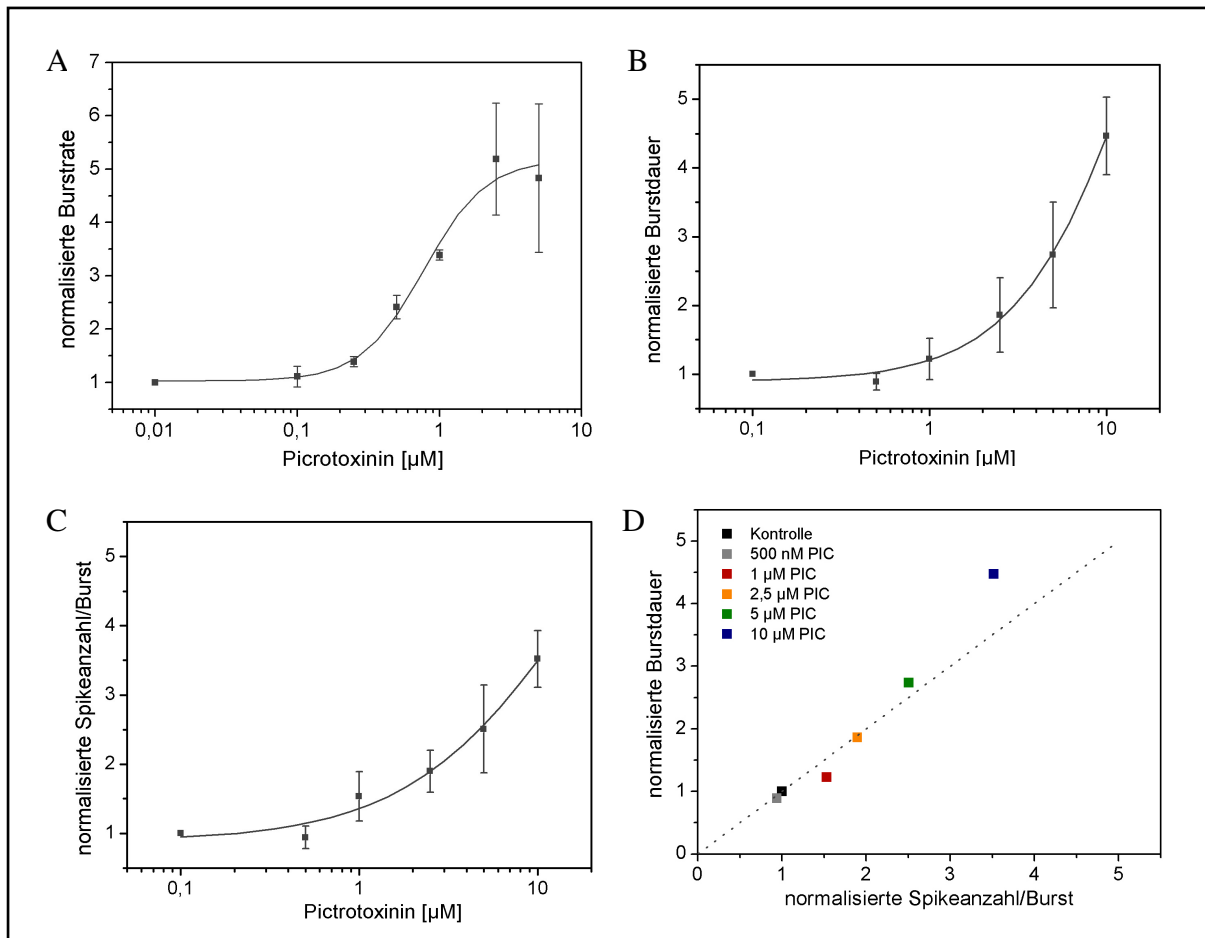 A
normalisierte Burstrate
7
6
5
4
3
2
1
0,01
0,1
1
10
Picrotoxinin [µM]
B
normalisierte Burstdauer
5
4
3
2
1
0,1
1
10
Pictrotoxinin [µM]
C
normalisierte Spikeanzahl/Burst
5
4
3
2
1
0,1
1
10
Pictrotoxinin [µM]
D
normalisierte Burstdauer
Kontrolle
500 nM PIC
1 µM PIC
2,5 µM PIC
5 µM PIC
10 µM PIC
5
4
3
2
1
0
0
1
2
3
4
5
normalisierte Spikeanzahl/Burst